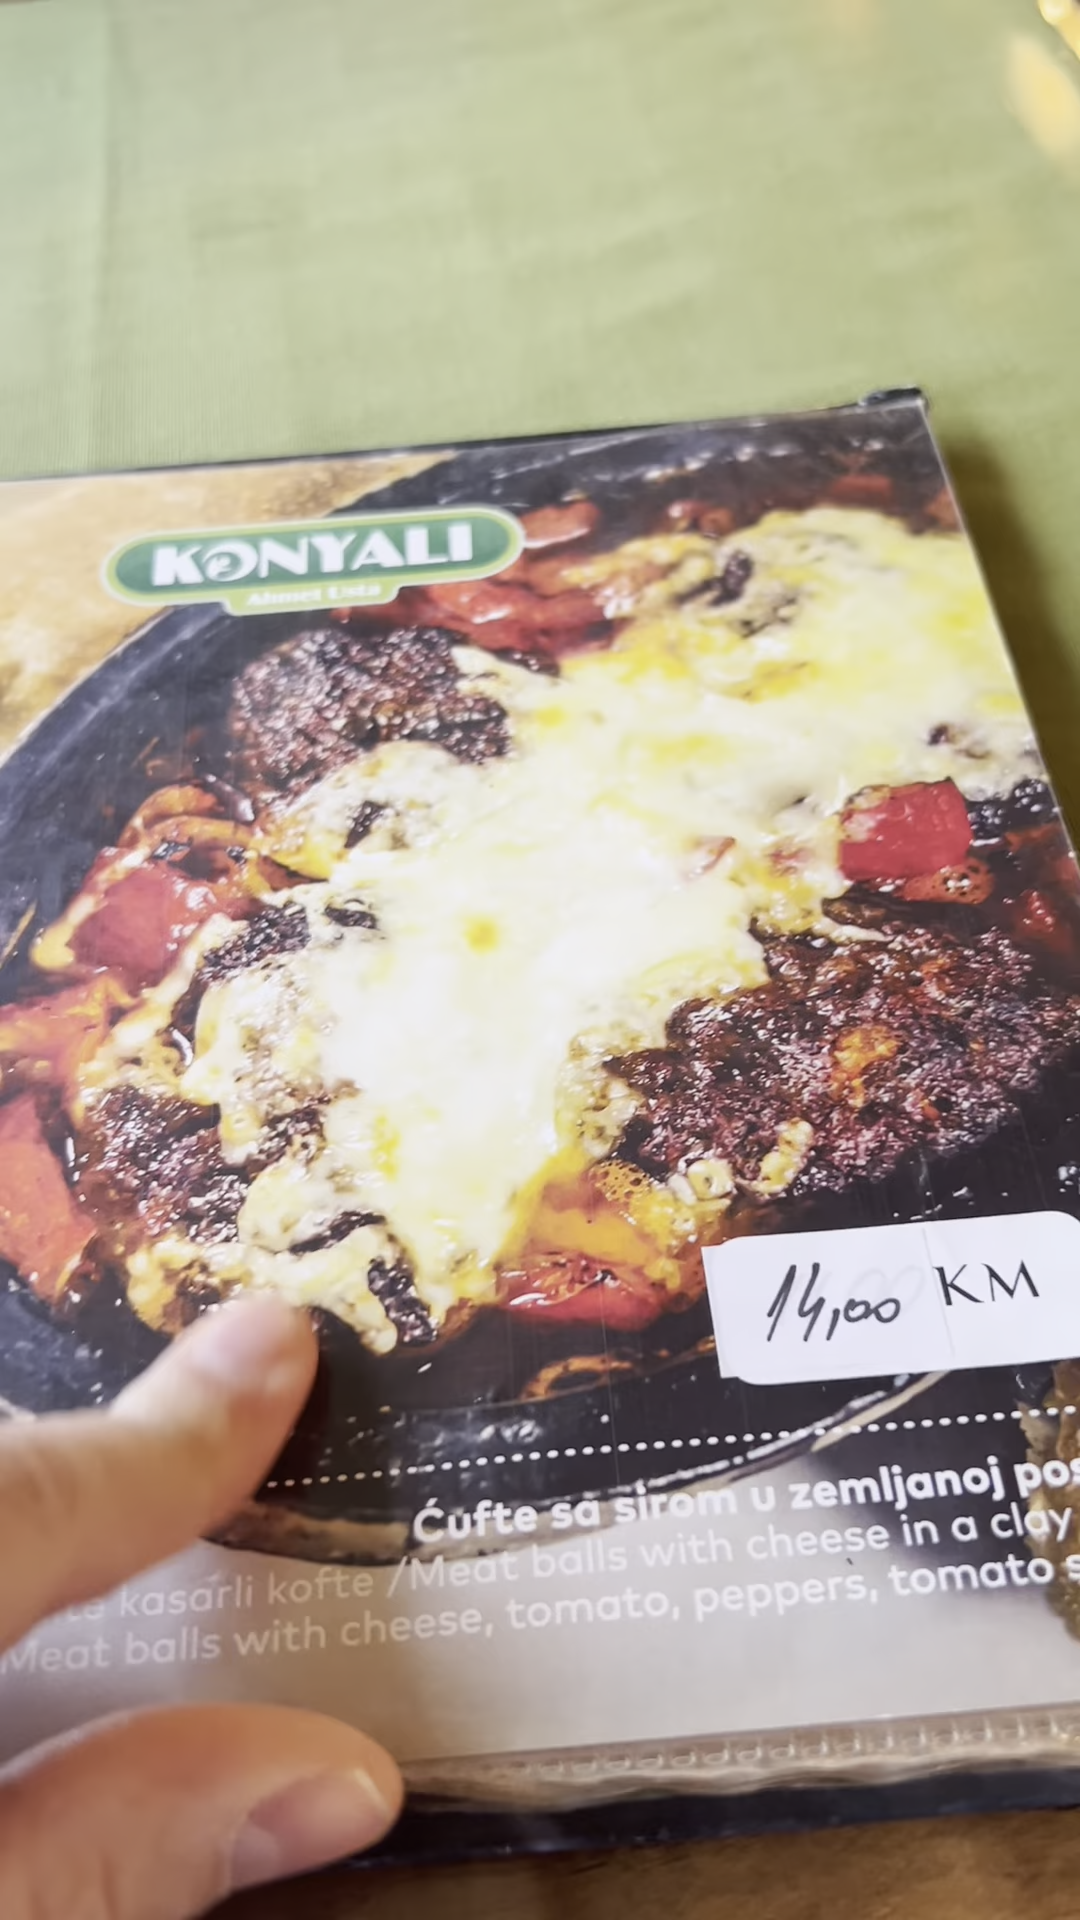 KONYALI
Ahmet Usta
14,00 KM
Ćufte sa sirom u zemljanoj
kasarli kofte /Meat balls with cheese in a clay
Meat balls with cheese, tomato, peppers, tomato